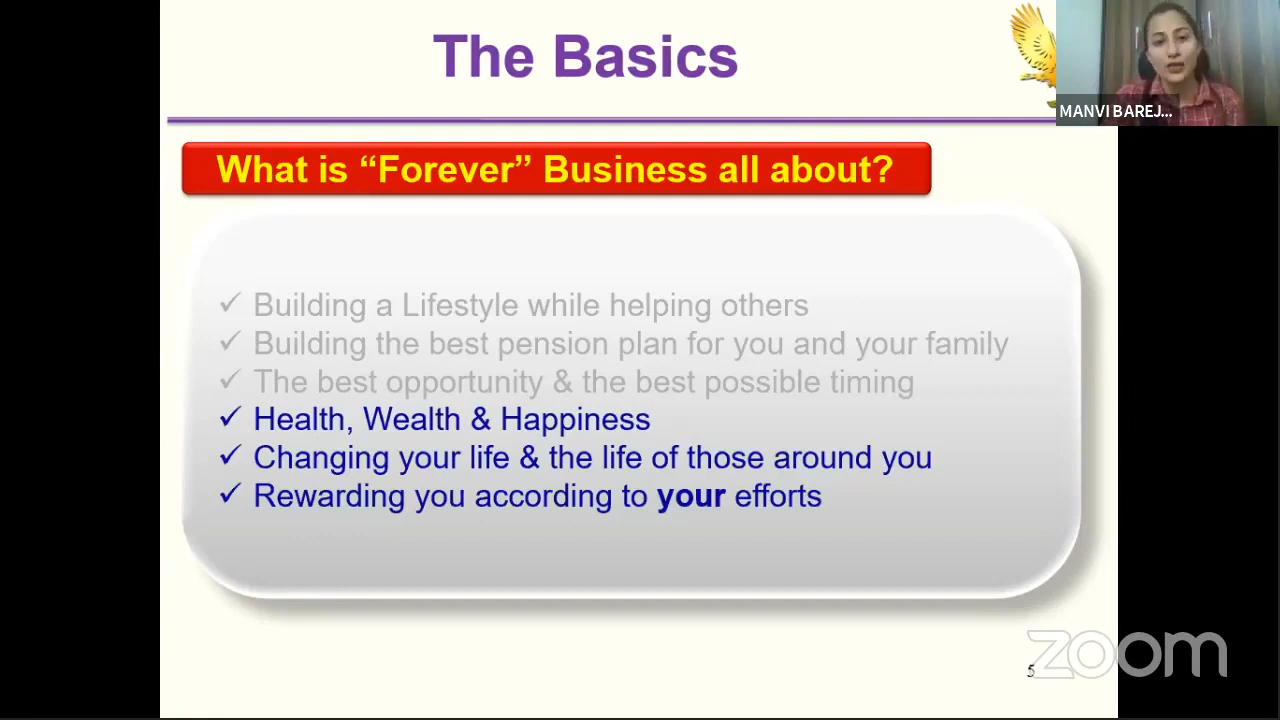 The Basics
MANVI BAREJ...
What is “Forever” Business all about?
✓ Building a Lifestyle while helping others
✓ Building the best pension plan for you and your family
✓ The best opportunity & the best possible timing
✓ Health, Wealth & Happiness
✓ Changing your life & the life of those around you
✓ Rewarding you according to your efforts
zoom
5